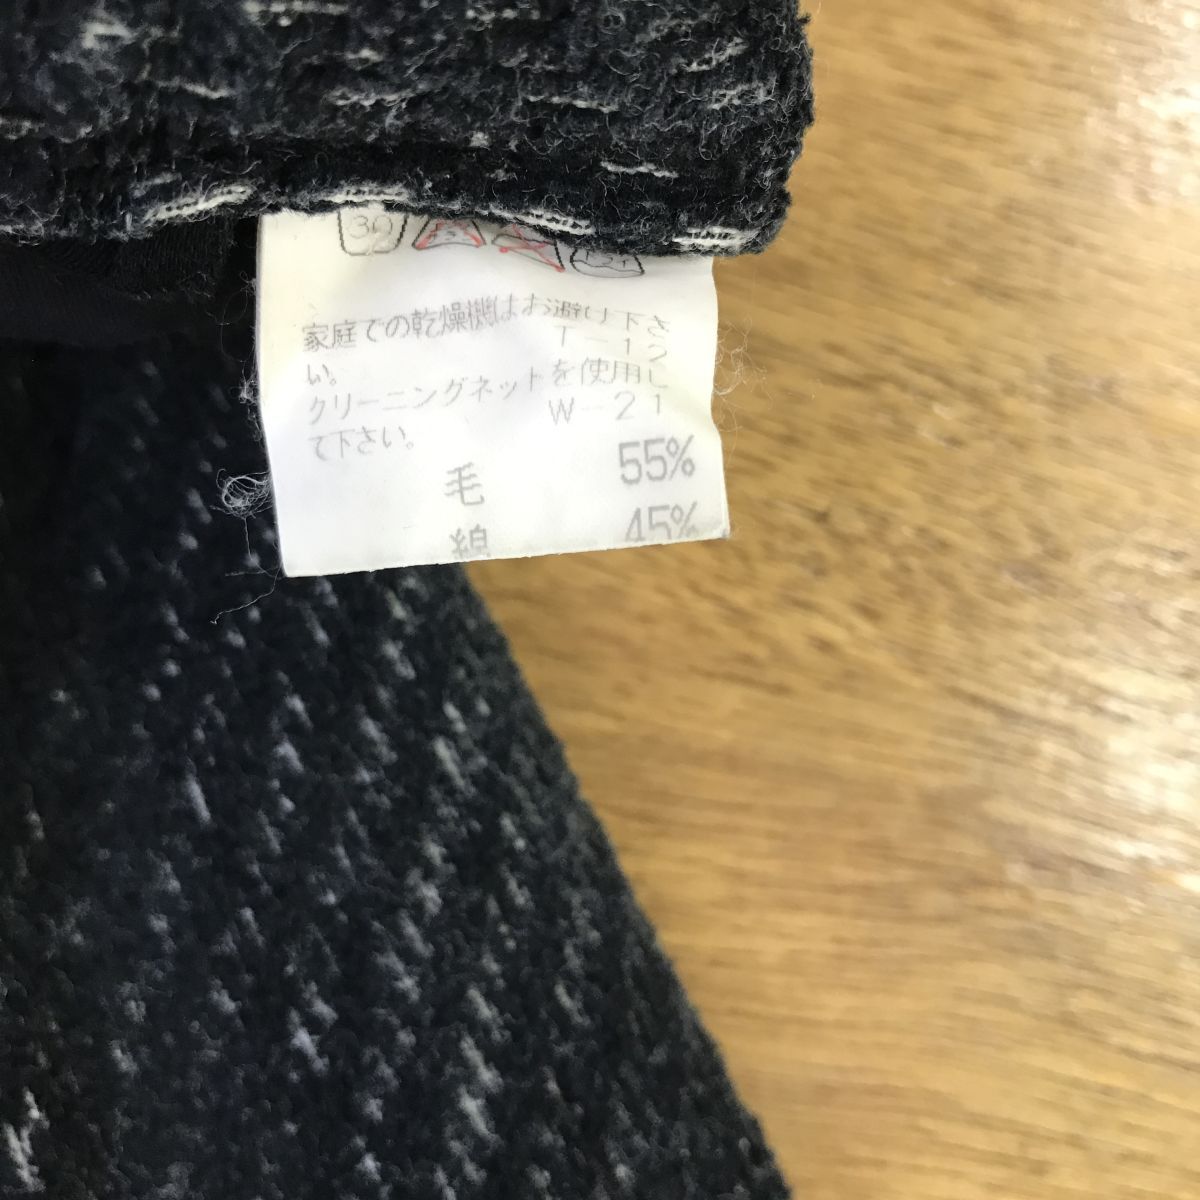 30
家庭での乾燥機はお避け下さ
T-12
い。
クリーニングネットを使用し
W-21
て下さい。
毛 55%
綿 45%